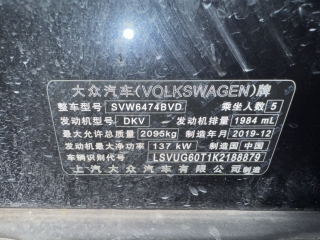 大众汽车(VOLKSWAGEN)牌
整车型号 SVW6474BVD 乘坐人数 5
发动机型号 DKV 发动机排量 1984 mL
最大允许总质量 2095kg 制造年月 2019-12
发动机最大净功率 137 kW 制造国 中国
车辆识别代号 LSVUG60T1K2188879
上汽大众汽车有限公司制造